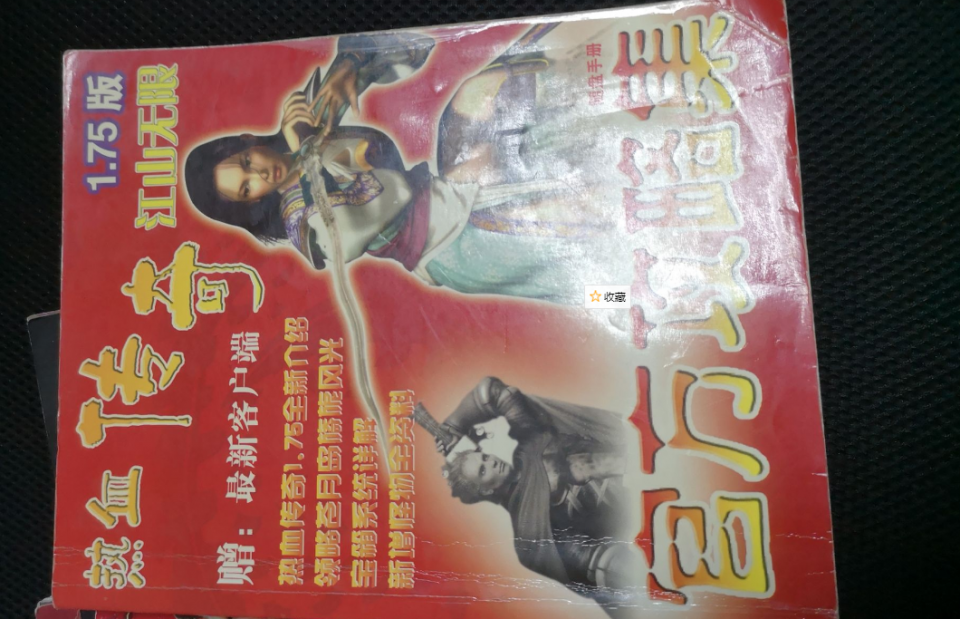 热血传奇
1.75版
江山无限
赠：最新客户端
热血传奇1.75全新介绍
领略苍月岛旖旎风光
宝箱系统详解
新增怪物全资料
官方攻略集
手册
收藏